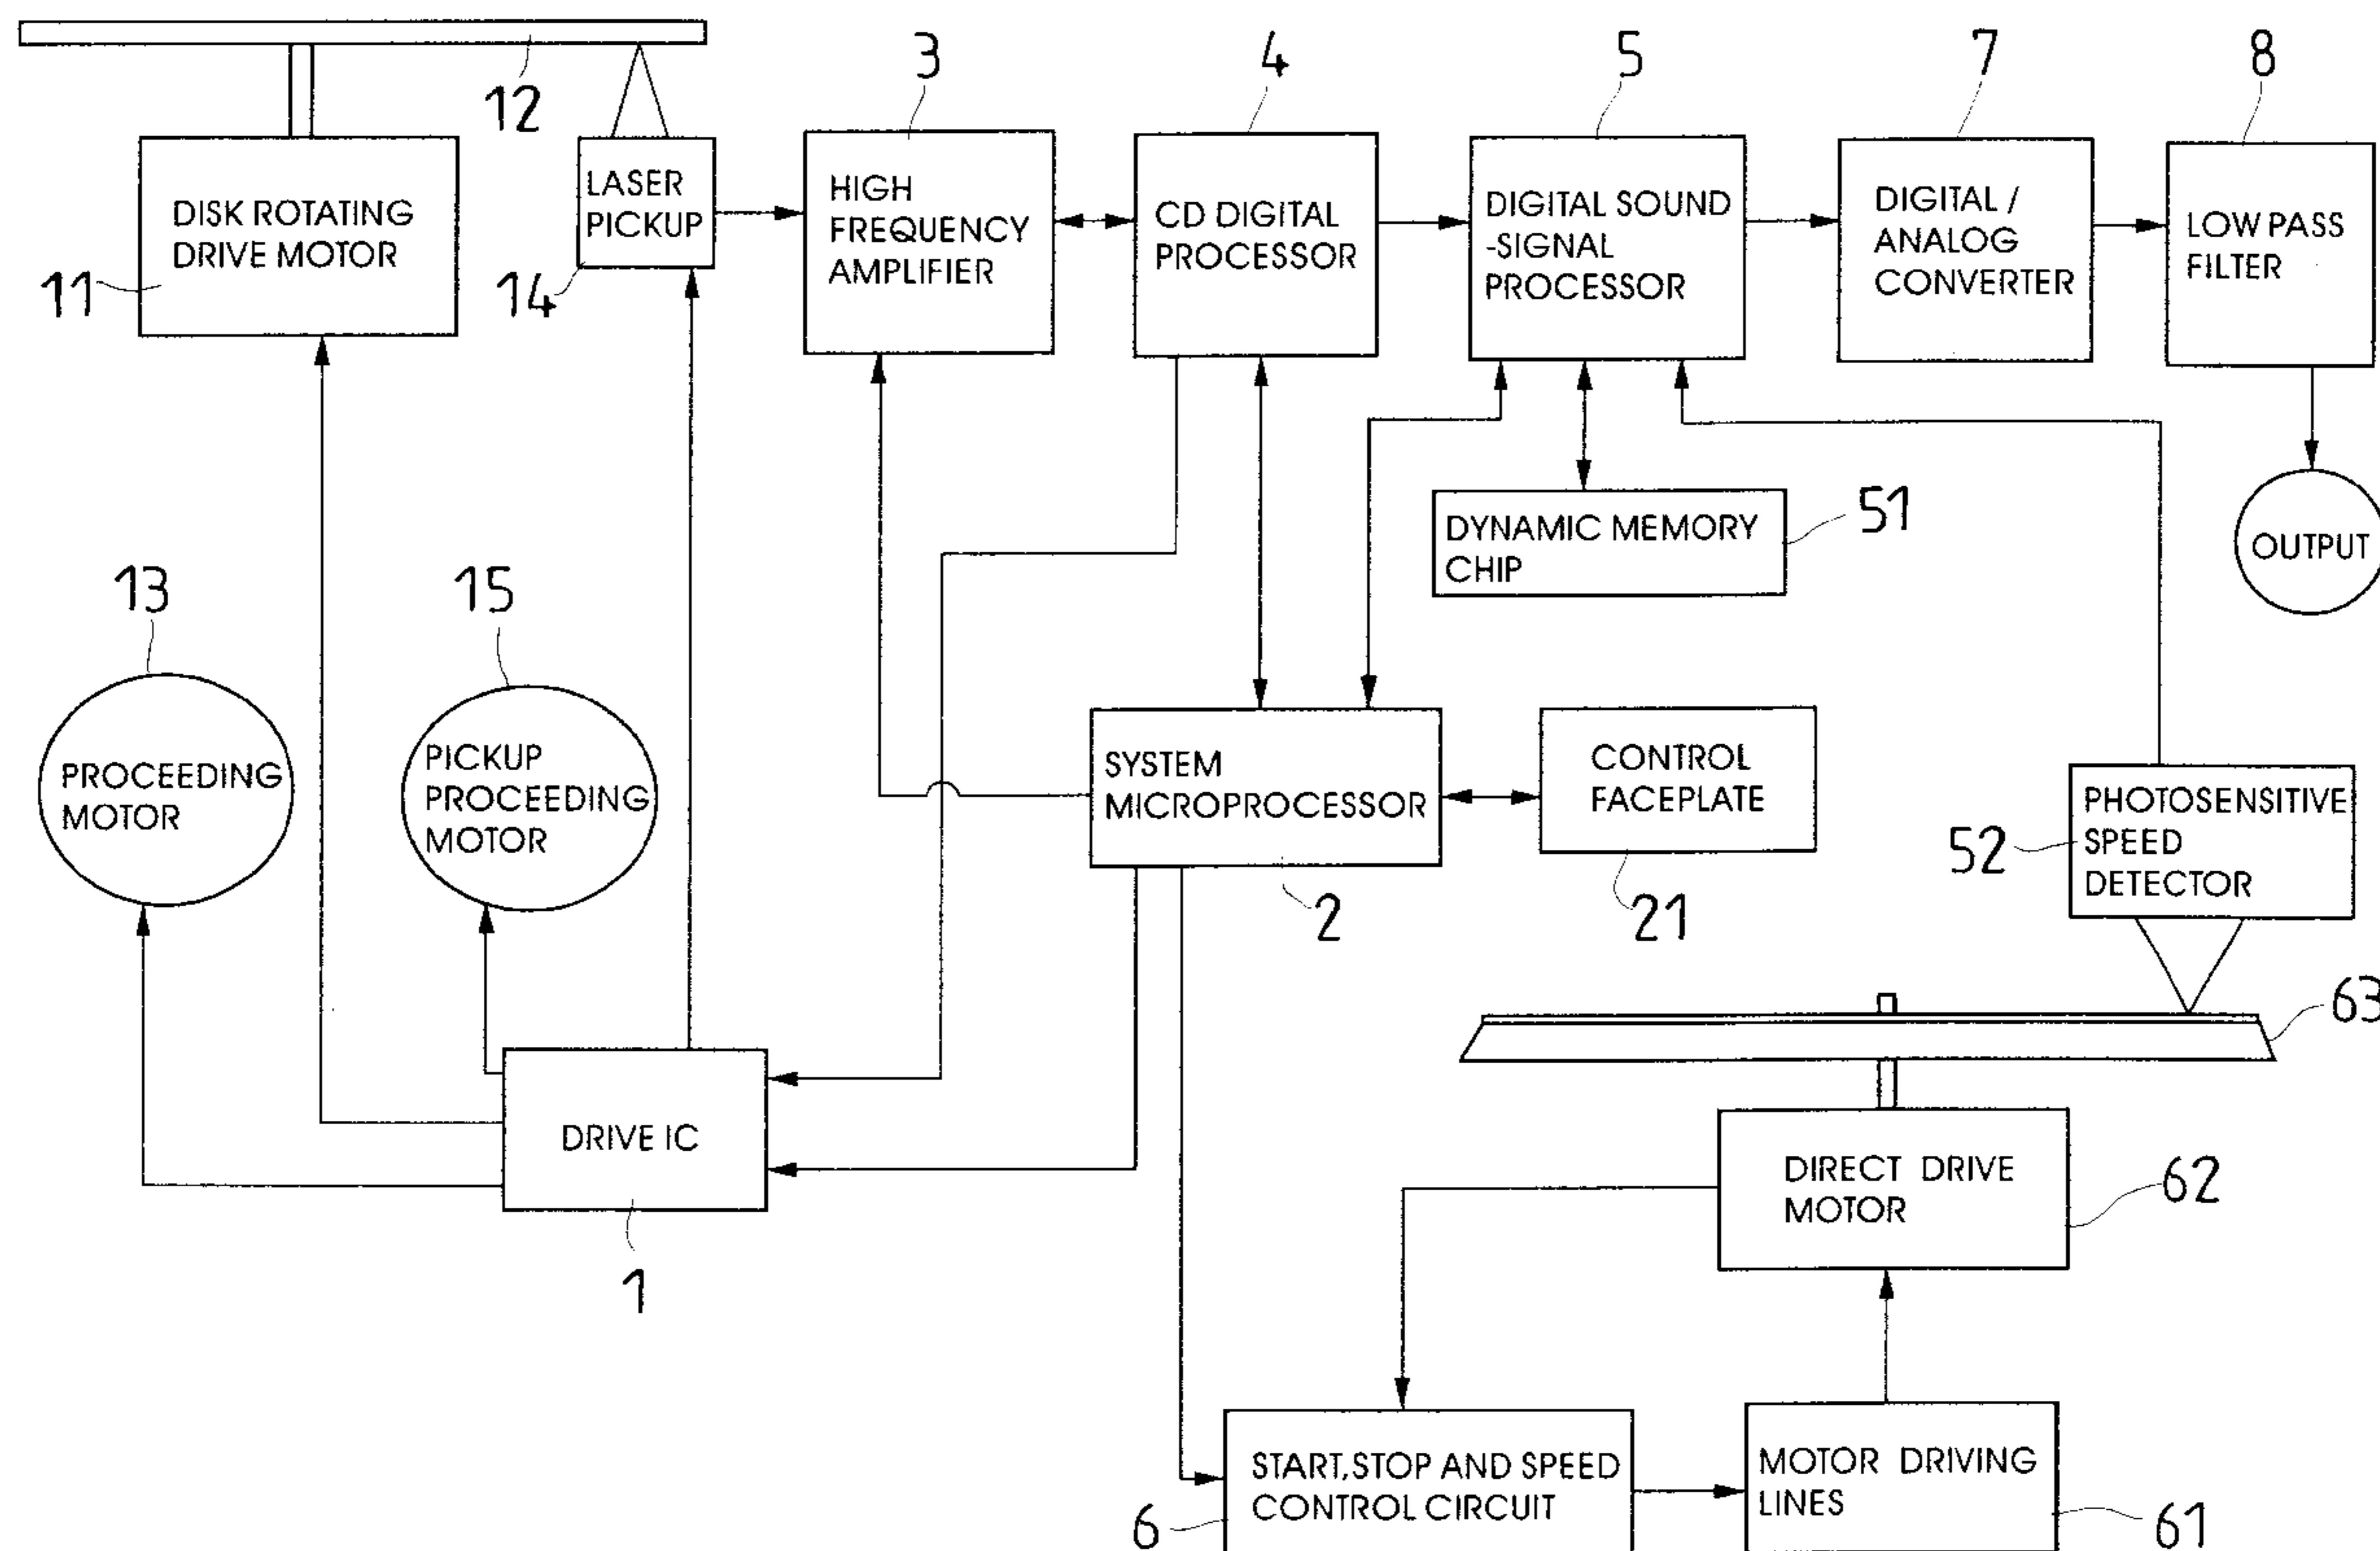 3
4
5
7
8
12
DISK ROTATING
DRIVE MOTOR
11
LASER
PICKUP
14
HIGH
FREQUENCY
AMPLIFIER
CD DIGITAL
PROCESSOR
DIGITAL SOUND
-SIGNAL
PROCESSOR
DIGITAL /
ANALOG
CONVERTER
LOW PASS
FILTER
DYNAMIC MEMORY
CHIP
51
OUTPUT
13
15
PROCEEDING
MOTOR
PICKUP
PROCEEDING
MOTOR
SYSTEM
MICROPROCESSOR
2
CONTROL
FACEPLATE
21
PHOTOSENSITIVE
SPEED
DETECTOR
52
63
DRIVE IC
1
DIRECT DRIVE
MOTOR
62
START, STOP AND SPEED
CONTROL CIRCUIT
6
MOTOR DRIVING
LINES
61